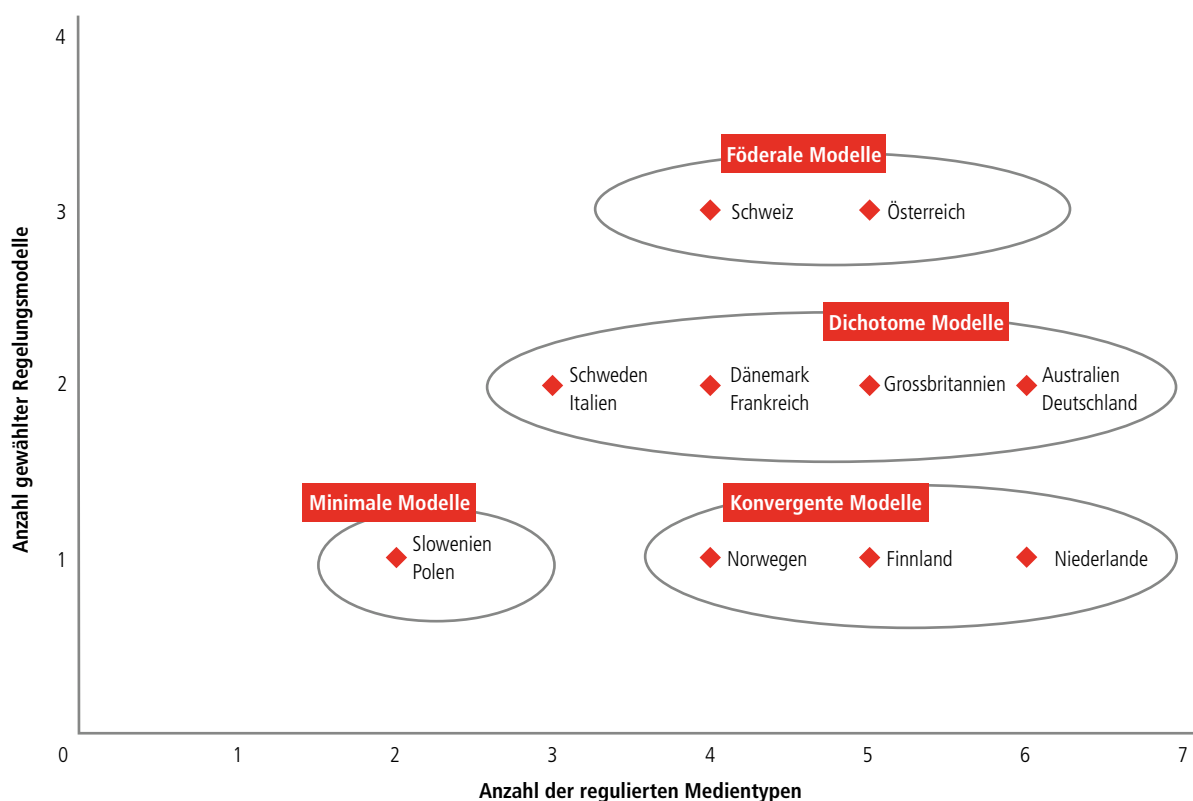 4
Föderale Modelle
3
Schweiz
Österreich
Dichotome Modelle
2
Schweden
Italien
Dänemark
Frankreich
Grossbritannien
Australien
Deutschland
Minimale Modelle
Konvergente Modelle
1
Slowenien
Polen
Norwegen
Finnland
Niederlande
Anzahl gewählter Regelungsmodelle
0 1 2 3 4 5 6 7
Anzahl der regulierten Medientypen